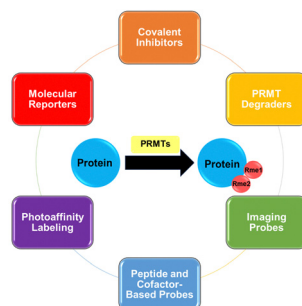 Covalent
Inhibitors
Molecular
Reporters
PRMT
Degraders
PRMTs
Protein
Protein
Rme1
Rme2
Photoaffinity
Labeling
Imaging
Probes
Peptide and
Cofactor-
Based Probes